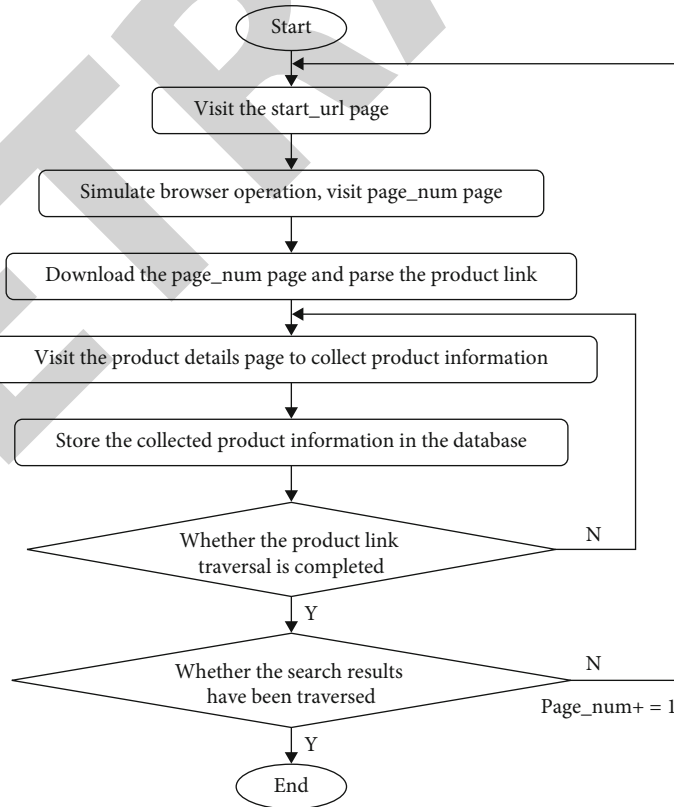 Start
Visit the start_url page
Simulate browser operation, visit page_num page
Download the page_num page and parse the product link
Visit the product details page to collect product information
Store the collected product information in the database
Whether the product link
traversal is completed
N
Y
Whether the search results
have been traversed
N
Page_num+ = 1
Y
End